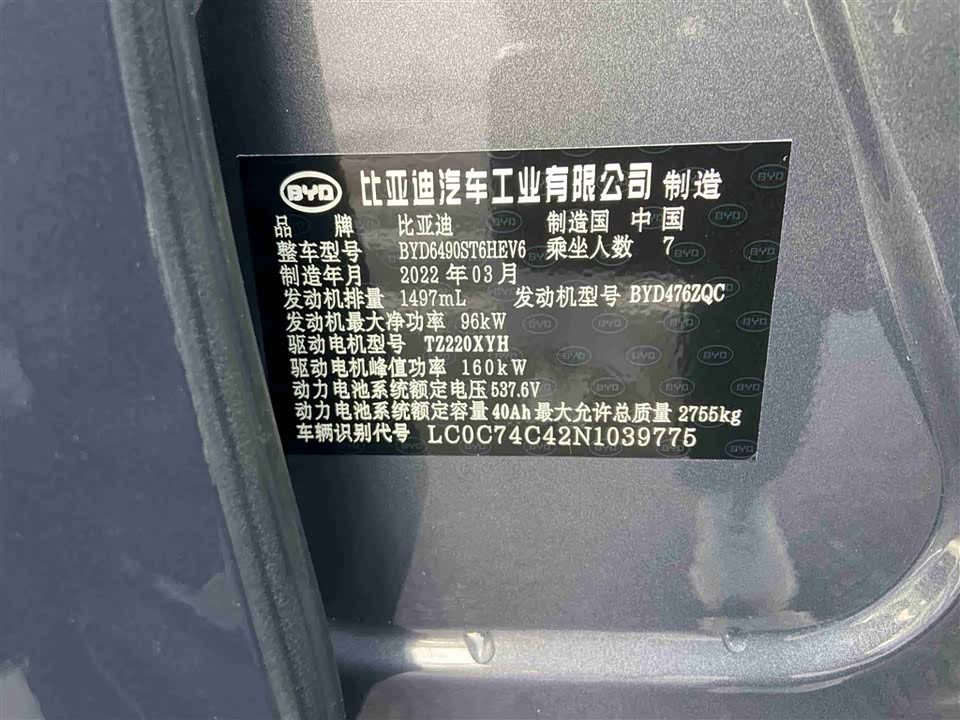 BYD 比亚迪汽车工业有限公司 制造
品 牌 比亚迪 制造国 中国
整车型号 BYD6490ST6HEV6 乘坐人数 7
制造年月 2022年03月
发动机排量 1497mL 发动机型号 BYD476ZQC
发动机最大净功率 96kW
驱动电机型号 TZ220XYH
驱动电机峰值功率 160kW
动力电池系统额定电压 537.6V
动力电池系统额定容量 40Ah 最大允许总质量 2755kg
车辆识别代号 LC0C74C42N1039775